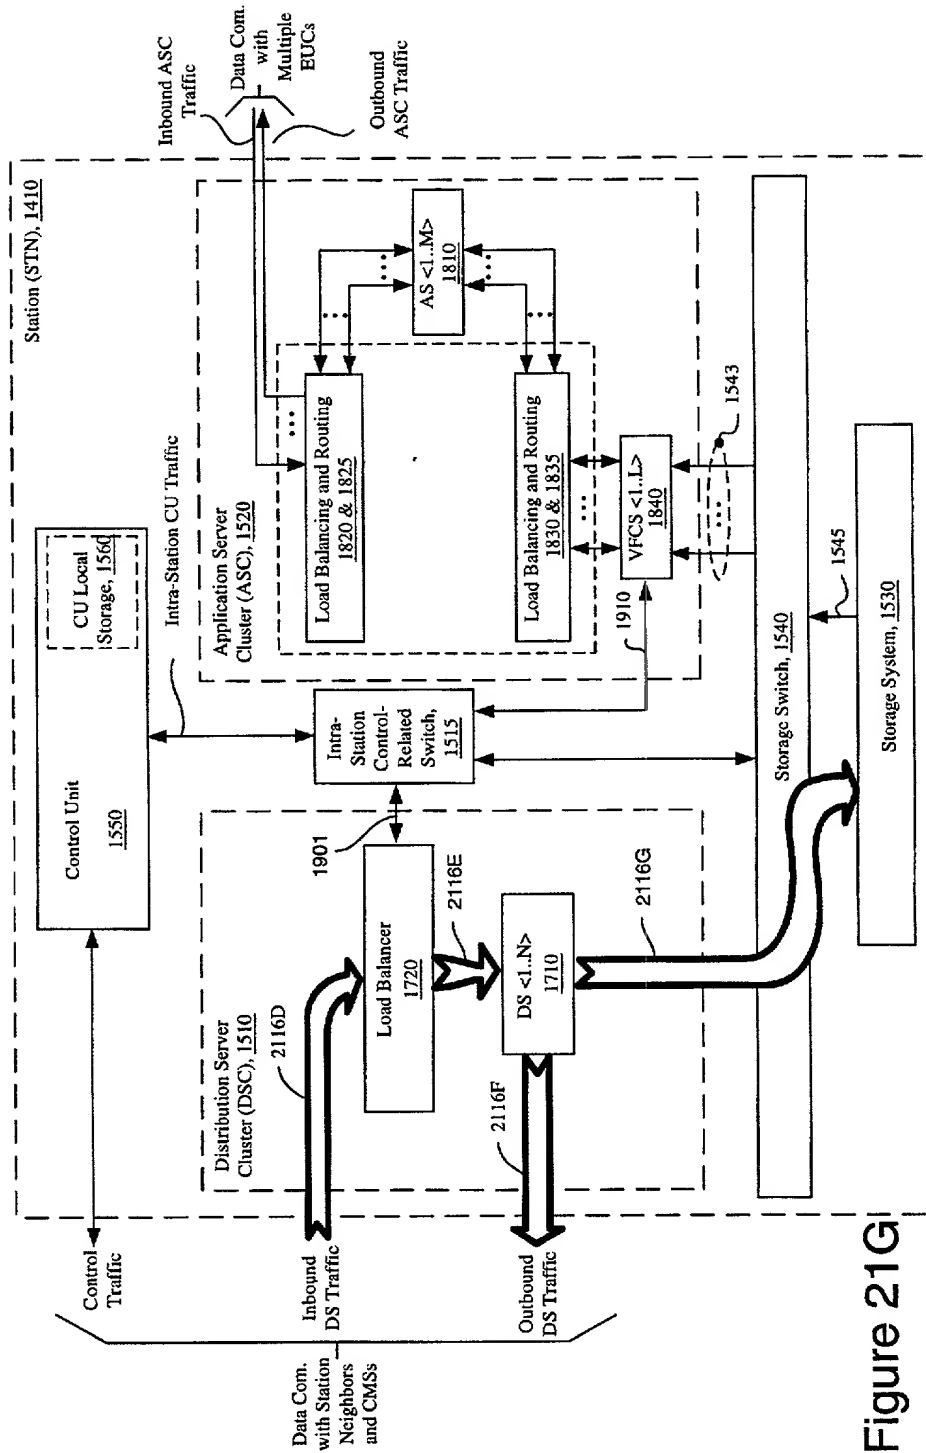 Station (STN), 1410
Control
Traffic
Control Unit
1550
CU Local
Storage, 1560
Intra-Station CU Traffic
Data Com.
with Station
Neighbors
and CMSs
Inbound
DS Traffic
Outbound
DS Traffic
Distribution Server
Cluster (DSC), 1510
2116D
Load Balancer
1720
1901
2116E
DS <1..N>
1710
2116F
2116G
Intra-
Station
Control-
Related
Switch,
1515
Application Server
Cluster (ASC), 1520
Load Balancing and Routing
1820 & 1825
...
...
...
AS <1..M>
1810
...
...
Load Balancing and Routing
1830 & 1835
...
VFCS <1..L>
1840
1910
...
1543
Inbound ASC
Traffic
Data Com.
with
Multiple
EUCs
Outbound
ASC Traffic
Storage Switch, 1540
1545
Storage System, 1530
Figure 21G